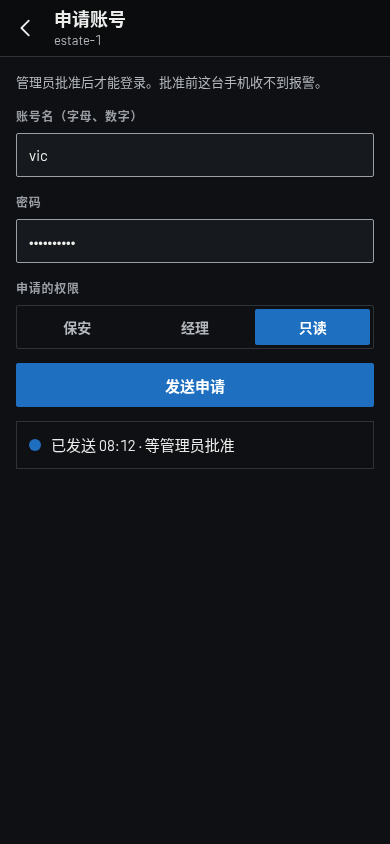 申请账号
estate-1
管理员批准后才能登录。批准前这台手机收不到报警。
账号名（字母、数字）
vic
密码
••••••••••
申请的权限
保安 经理 只读
发送申请
已发送 08:12 · 等管理员批准